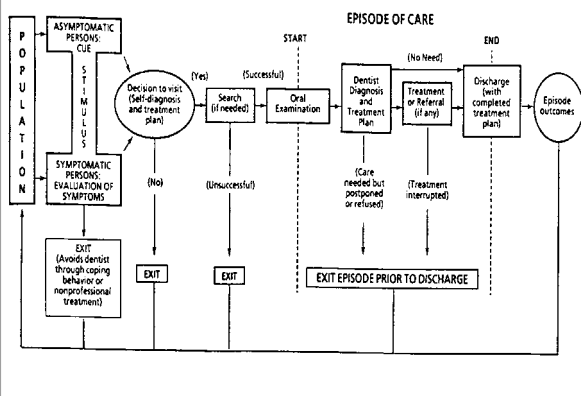 EPISODE OF CARE
START
END
POPULATION
ASYMPTOMATIC
PERSONS:
CUE
STIMULUS
SYMPTOMATIC
PERSONS:
EVALUATION OF
SYMPTOMS
EXIT
(Avoids dentist
through coping
behavior or
nonprofessional
treatment)
Decision to visit
(Self-diagnosis
and treatment
plan)
(Yes)
(No)
EXIT
Search
(if needed)
(Successful)
(Unsuccessful)
EXIT
Oral
Examination
Dentist
Diagnosis
and
Treatment
Plan
(No Need)
Treatment
or Referral
(if any)
Discharge
(with
completed
treatment
plan)
Episode
outcomes
(Care
needed but
postponed
or refused)
(Treatment
interrupted)
EXIT EPISODE PRIOR TO DISCHARGE